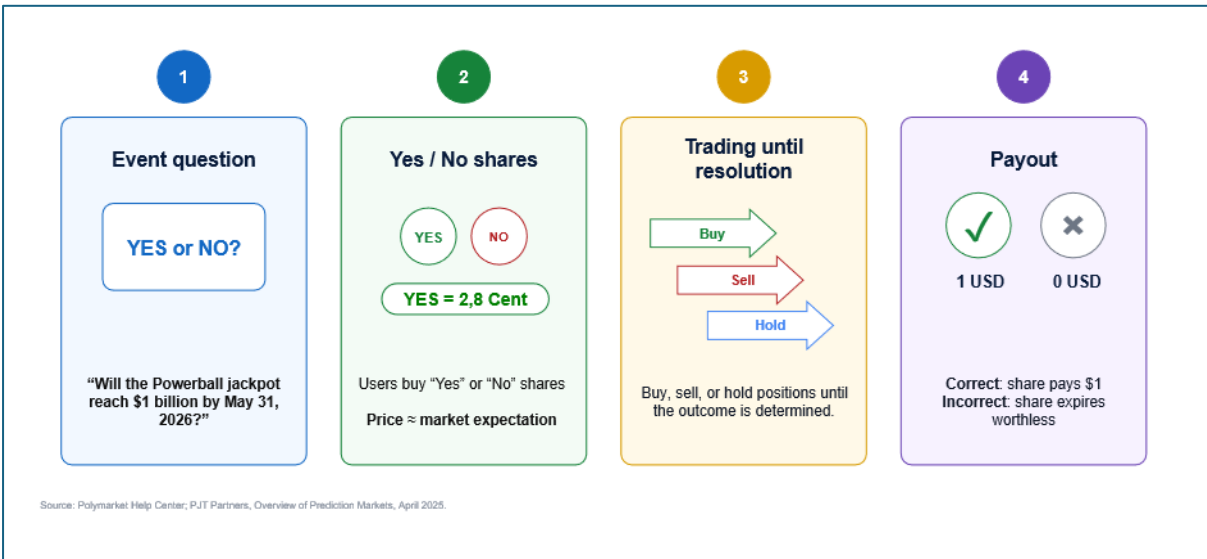 1
Event question
YES or NO?
“Will the Powerball jackpot
reach $1 billion by May 31,
2026?”
2
Yes / No shares
YES
NO
YES = 2,8 Cent
Users buy “Yes” or “No” shares
Price ≈ market expectation
3
Trading until
resolution
Buy
Sell
Hold
Buy, sell, or hold positions until
the outcome is determined.
4
Payout
1 USD
0 USD
Correct: share pays $1
Incorrect: share expires
worthless
Source: Polymarket Help Center; PJT Partners, Overview of Prediction Markets, April 2025.